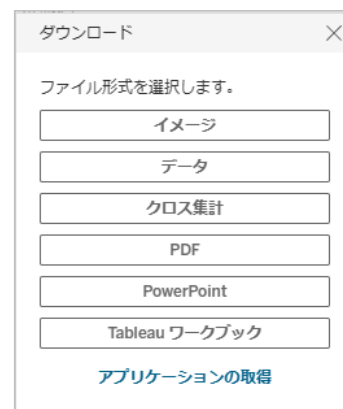 ダウンロード
ファイル形式を選択します。
イメージ
データ
クロス集計
PDF
PowerPoint
Tableau ワークブック
アプリケーションの取得